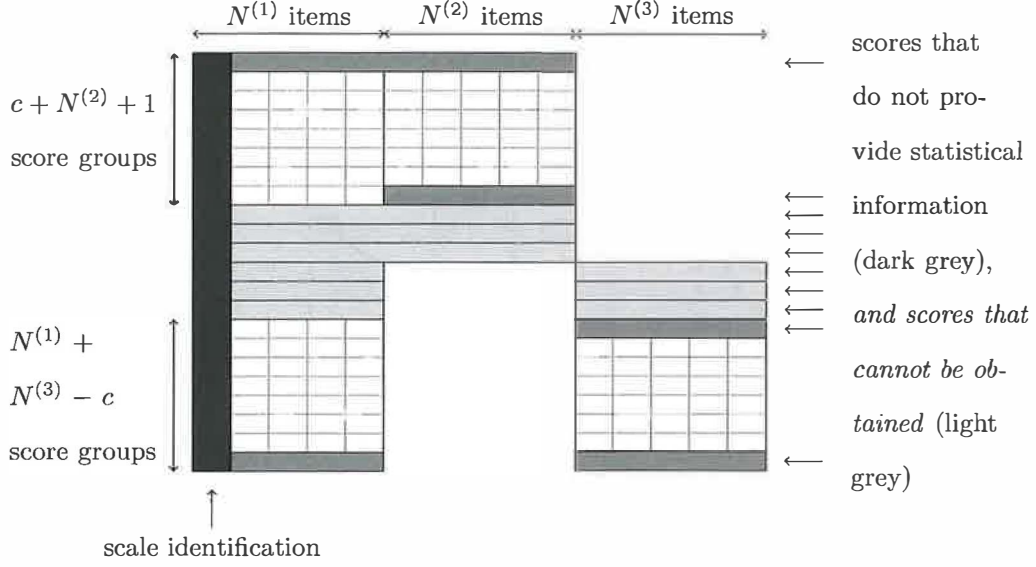 N^{(1)} items N^{(2)} items N^{(3)} items
c + N^{(2)} + 1
score groups
N^{(1)} +
N^{(3)} − c
score groups
scores that
do not pro-
vide statistical
information
(dark grey),
and scores that
cannot be ob-
tained (light
grey)
scale identification